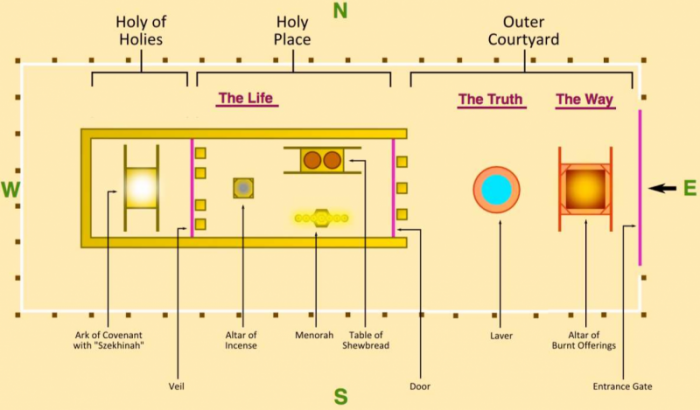 N
Holy of
Holies
Holy
Place
Outer
Courtyard
The Life
The Truth
The Way
W
E
Ark of Covenant
with "Szekhinah"
Altar of
Incense
Menorah
Table of
Shewbread
Laver
Altar of
Burnt Offerings
Veil
Door
Entrance Gate
S